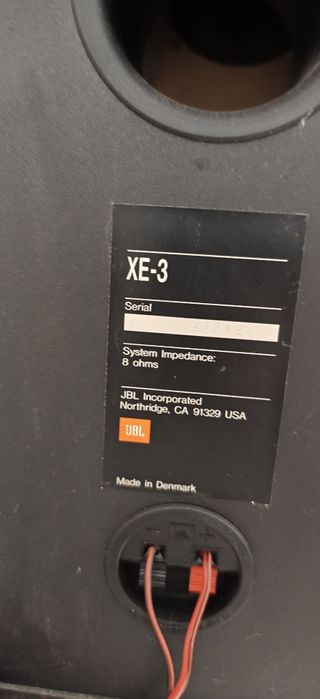 XE-3
Serial
System Impedance:
8 ohms
JBL Incorporated
Northridge, CA 91329 USA
JBL
Made in Denmark
- +